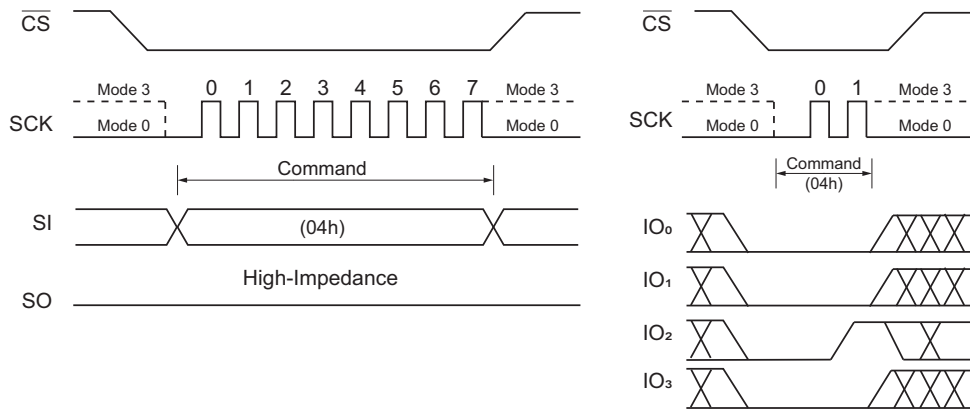 CS
Mode 3
SCK
Mode 0
0 1 2 3 4 5 6 7
Mode 3
Mode 0
Command
SI
(04h)
High-Impedance
SO
CS
Mode 3
SCK
Mode 0
0 1
Mode 3
Mode 0
Command
(04h)
IO₀
IO₁
IO₂
IO₃